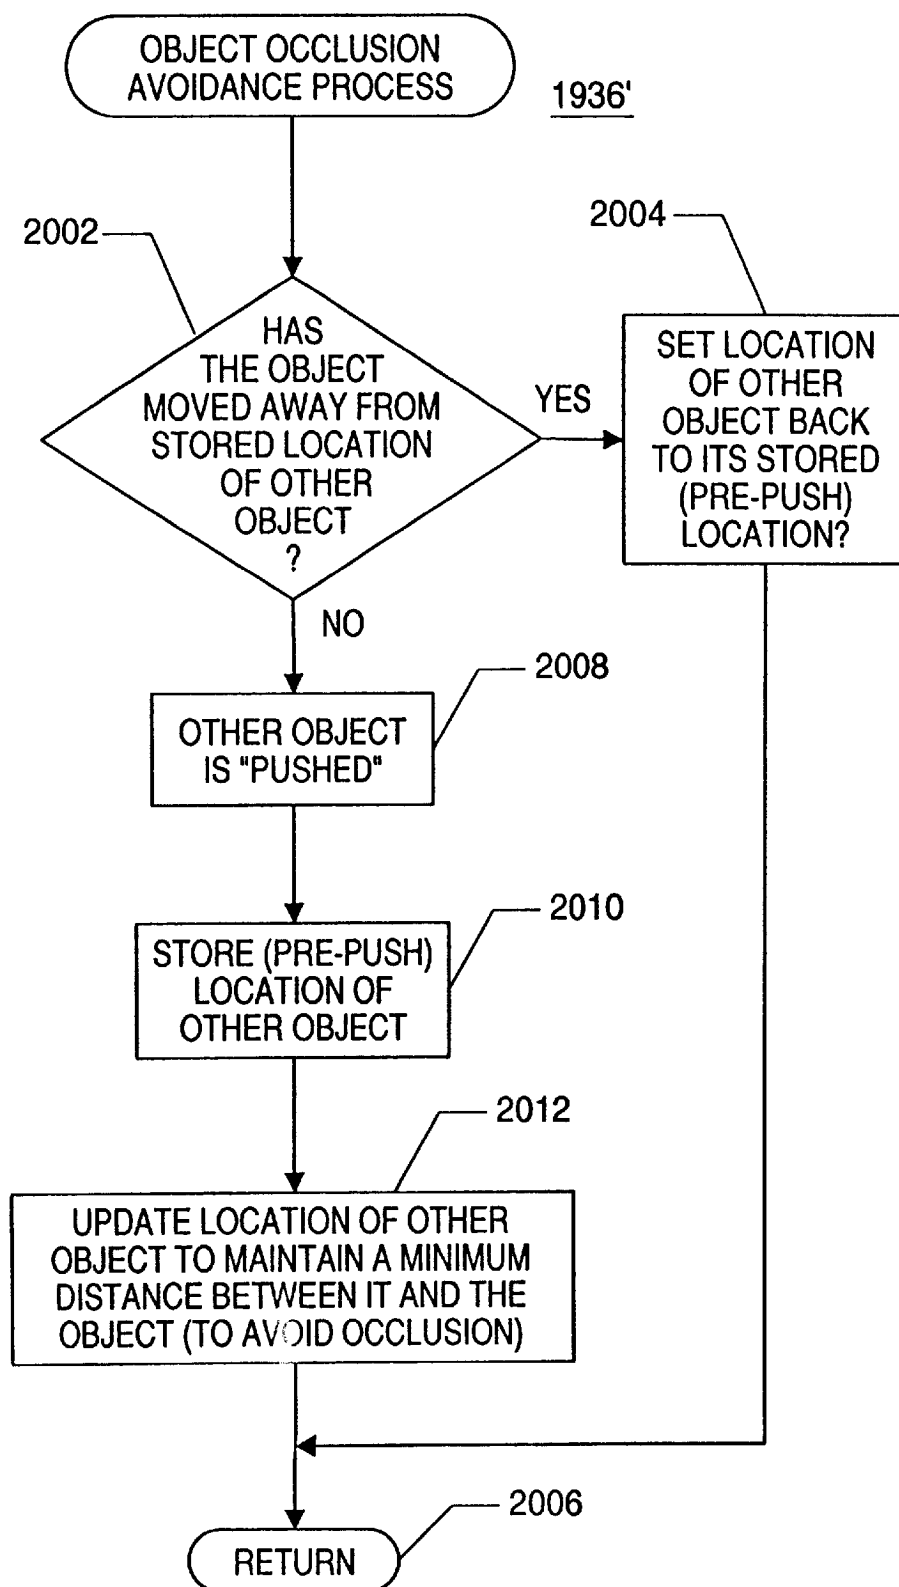 OBJECT OCCLUSION
AVOIDANCE PROCESS
1936'
2002
2004
HAS
THE OBJECT
MOVED AWAY FROM
STORED LOCATION
OF OTHER
OBJECT
?
YES
SET LOCATION
OF OTHER
OBJECT BACK
TO ITS STORED
(PRE-PUSH)
LOCATION?
NO
2008
OTHER OBJECT
IS "PUSHED"
2010
STORE (PRE-PUSH)
LOCATION OF
OTHER OBJECT
2012
UPDATE LOCATION OF OTHER
OBJECT TO MAINTAIN A MINIMUM
DISTANCE BETWEEN IT AND THE
OBJECT (TO AVOID OCCLUSION)
2006
RETURN